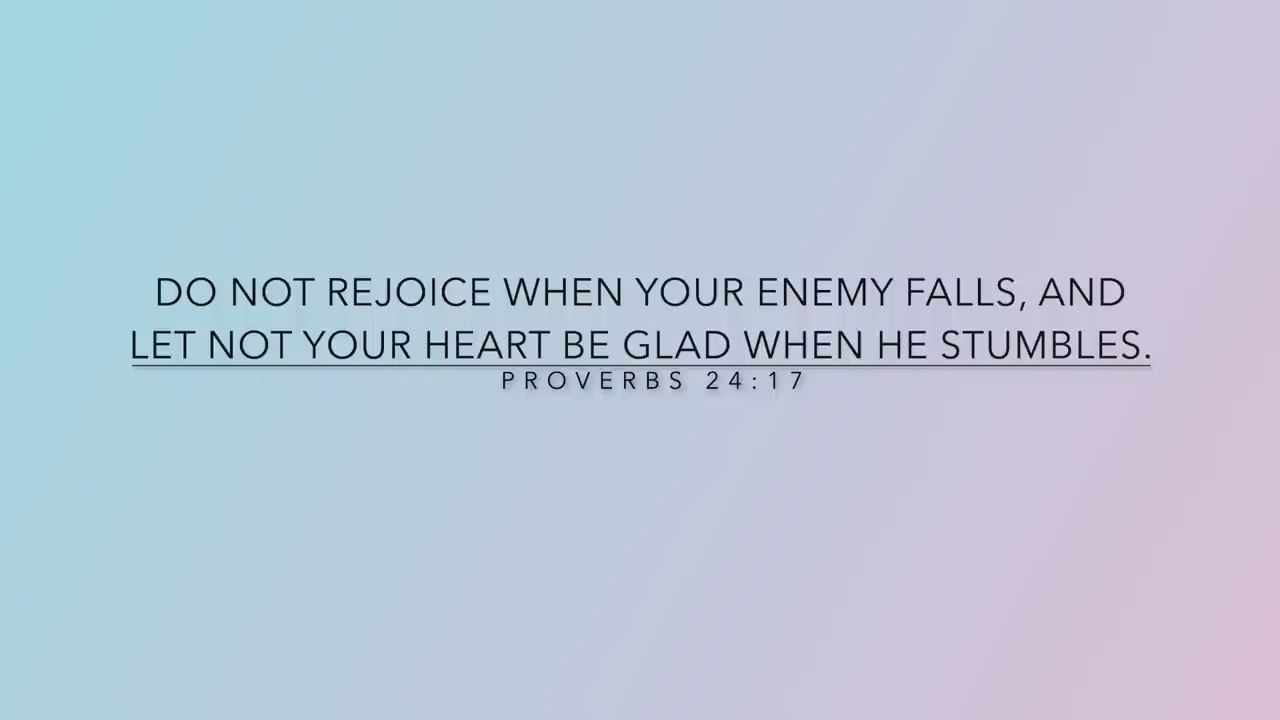 DO NOT REJOICE WHEN YOUR ENEMY FALLS, AND
LET NOT YOUR HEART BE GLAD WHEN HE STUMBLES.
PROVERBS 24:17